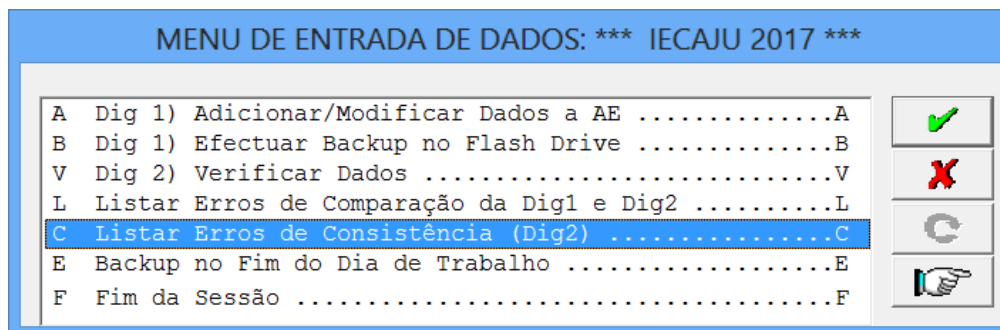 MENU DE ENTRADA DE DADOS: *** IECAJU 2017 ***
A Dig 1) Adicionar/Modificar Dados a AE ..............A
B Dig 1) Efectuar Backup no Flash Drive ..............B
V Dig 2) Verificar Dados .............................V
L Listar Erros de Comparação da Dig1 e Dig2 ..........L
C Listar Erros de Consistência (Dig2) ................C
E Backup no Fim do Dia de Trabalho ...................E
F Fim da Sessão ......................................F